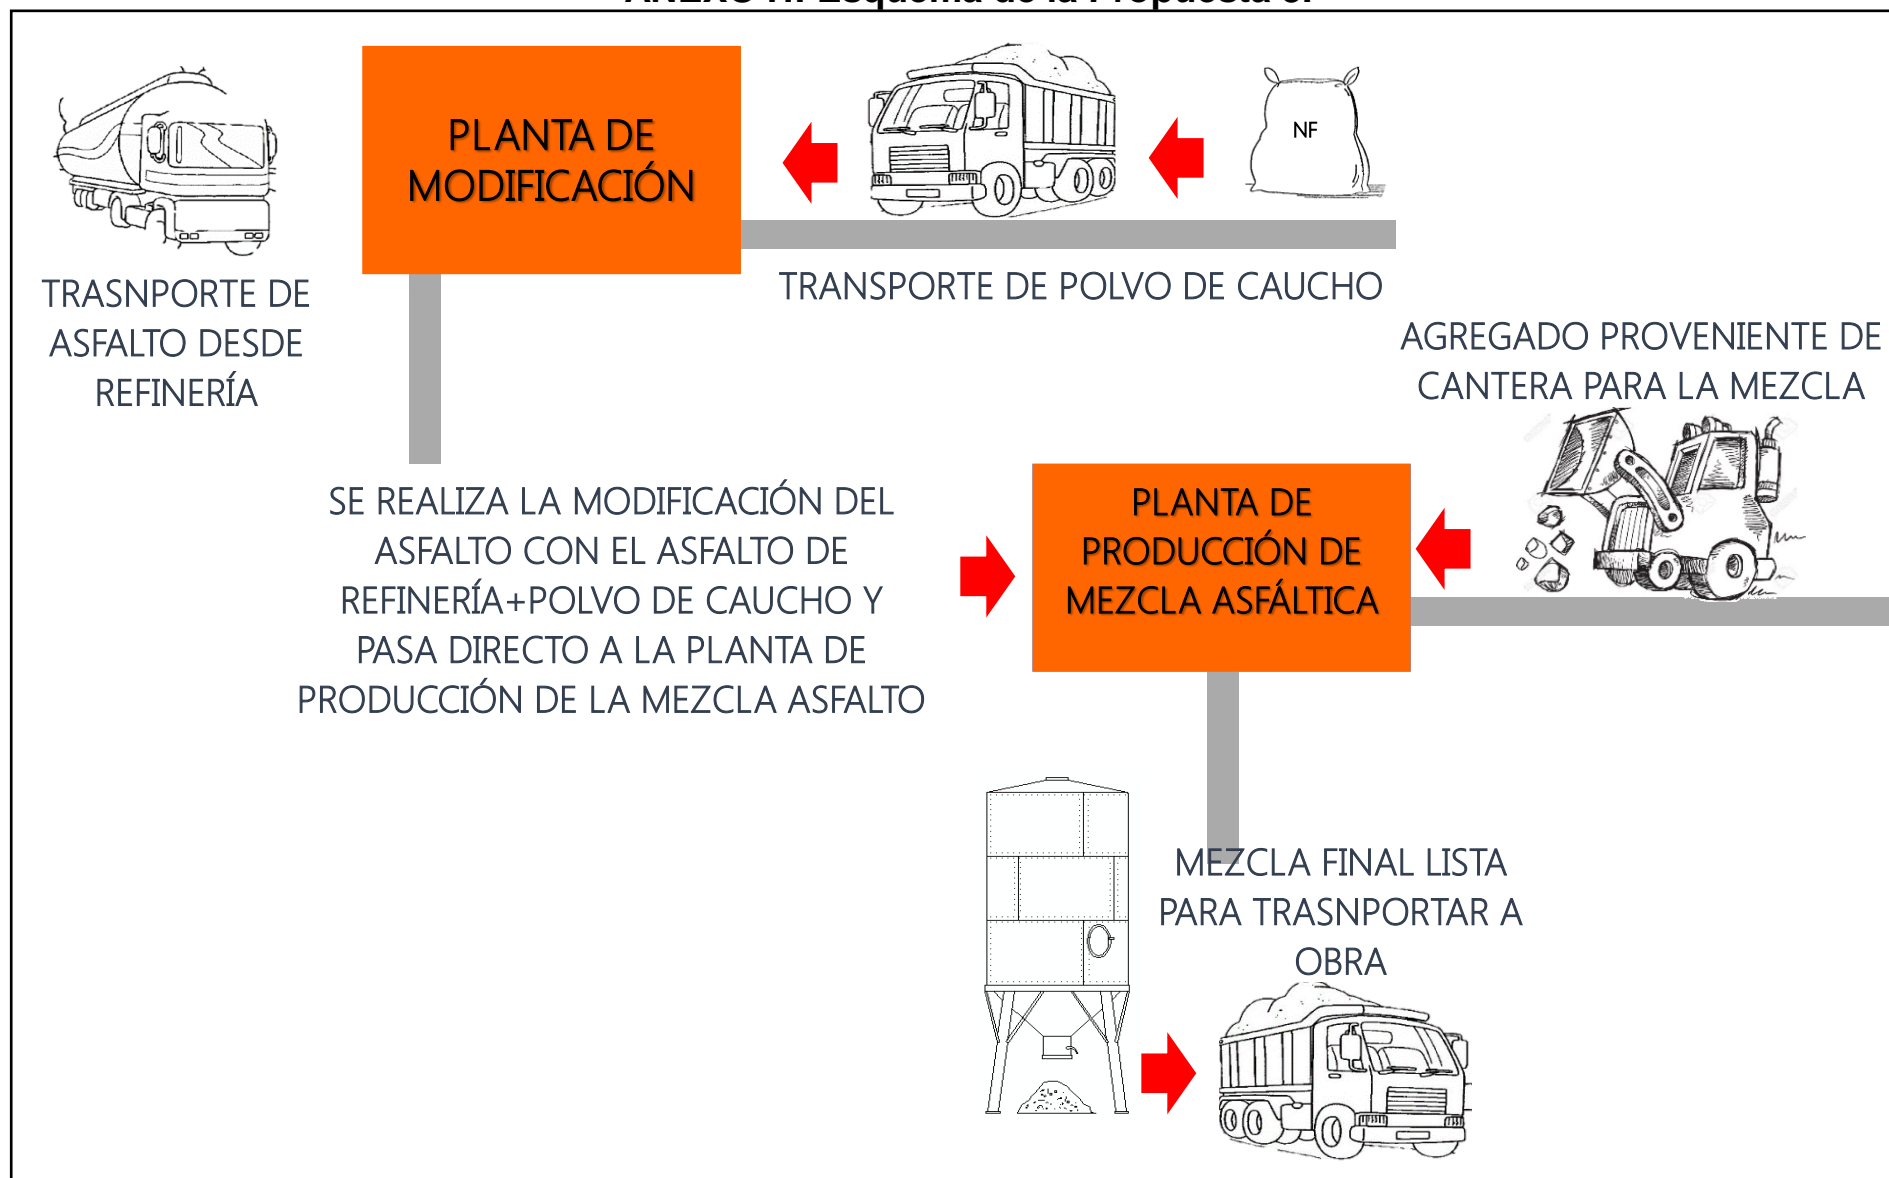 PLANTA DE
MODIFICACIÓN
NF
TRASNPORTE DE
ASFALTO DESDE
REFINERÍA
TRANSPORTE DE POLVO DE CAUCHO
AGREGADO PROVENIENTE DE
CANTERA PARA LA MEZCLA
SE REALIZA LA MODIFICACIÓN DEL
ASFALTO CON EL ASFALTO DE
REFINERÍA+POLVO DE CAUCHO Y
PASA DIRECTO A LA PLANTA DE
PRODUCCIÓN DE LA MEZCLA ASFALTO
PLANTA DE
PRODUCCIÓN DE
MEZCLA ASFÁLTICA
MEZCLA FINAL LISTA
PARA TRASNPORTAR A
OBRA